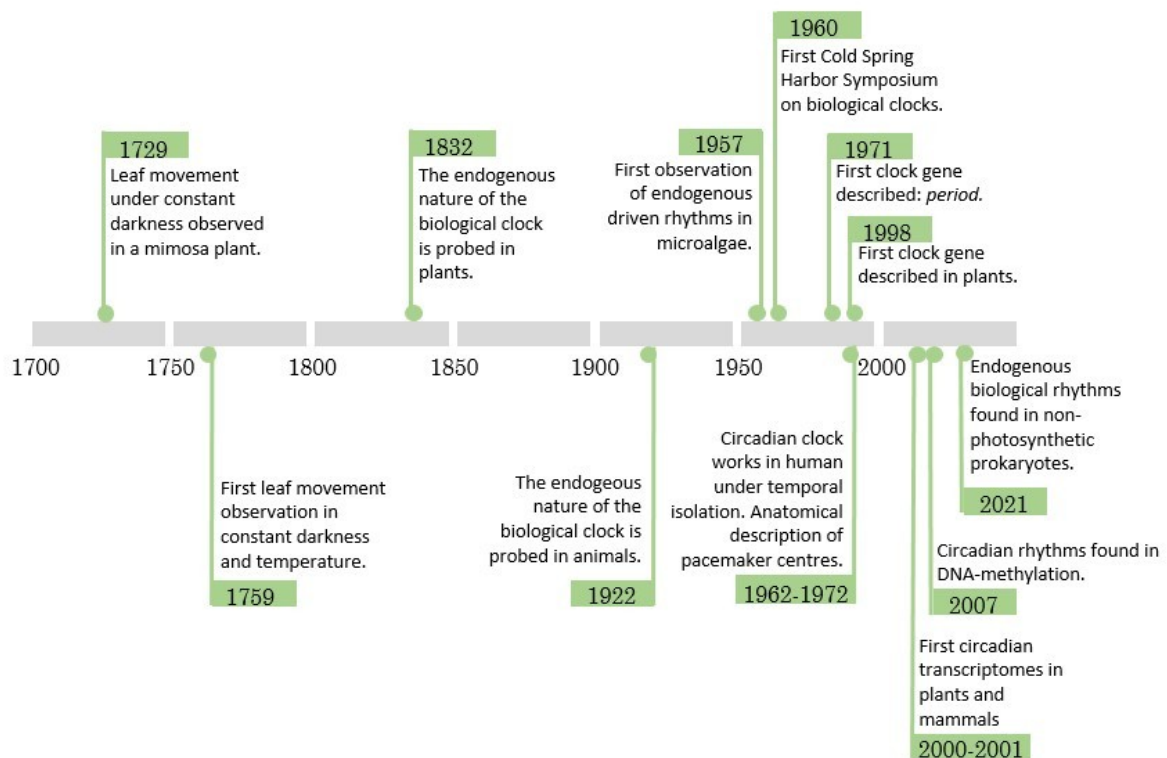 1960
First Cold Spring
Harbor Symposium
on biological clocks.
1729
Leaf movement
under constant
darkness observed
in a mimosa plant.
1832
The endogenous
nature of the
biological clock
is probed in
plants.
1957
First observation
of endogenous
driven rhythms in
microalgae.
1971
First clock gene
described: period.
1998
First clock gene
described in plants.
1700
1750
1800
1850
1900
1950
2000
First leaf movement
observation in
constant darkness
and temperature.
1759
The endogeous
nature of the
biological clock is
probed in animals.
1922
Circadian clock
works in human
under temporal
isolation. Anatomical
description of
pacemaker centres.
1962-1972
Endogenous
biological rhythms
found in non-
photosynthetic
prokaryotes.
2021
Circadian rhythms found in
DNA-methylation.
2007
First circadian
transcriptomes in
plants and
mammals
2000-2001